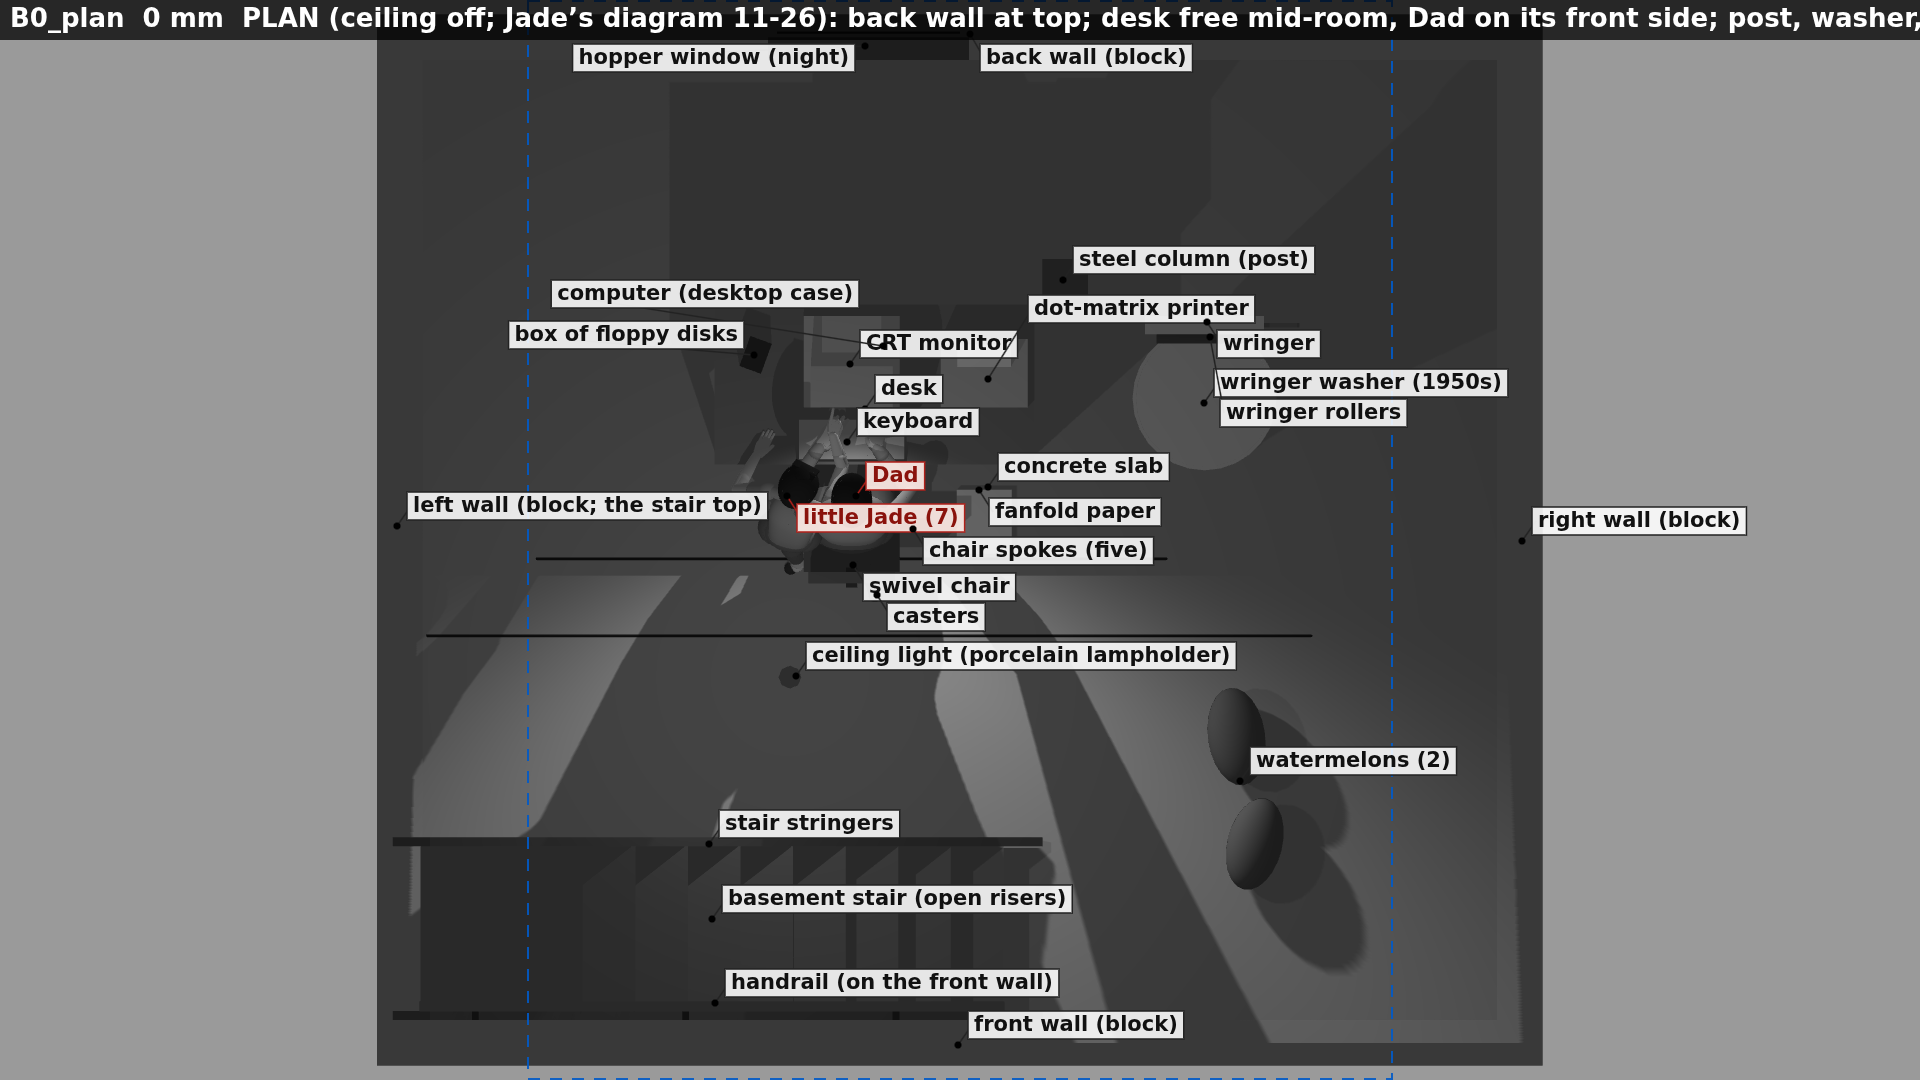 B0_plan 0 mm PLAN (ceiling off; Jade’s diagram 11-26): back wall at top; desk free mid-room, Dad on its front side; post, washer,
hopper window (night)
back wall (block)
steel column (post)
computer (desktop case)
dot-matrix printer
box of floppy disks
CRT monitor
wringer
desk
wringer washer (1950s)
keyboard
wringer rollers
Dad
concrete slab
left wall (block; the stair top)
little Jade (7)
fanfold paper
right wall (block)
chair spokes (five)
swivel chair
casters
ceiling light (porcelain lampholder)
watermelons (2)
stair stringers
basement stair (open risers)
handrail (on the front wall)
front wall (block)